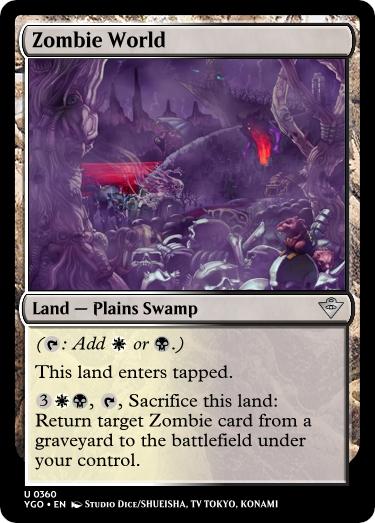 Zombie World
Land — Plains Swamp
(: Add or .)
This land enters tapped.
3, , Sacrifice this land:
Return target Zombie card from a
graveyard to the battlefield under
your control.
U 0360
YGO • EN Studio Dice/SHUEISHA, TV TOKYO, KONAMI